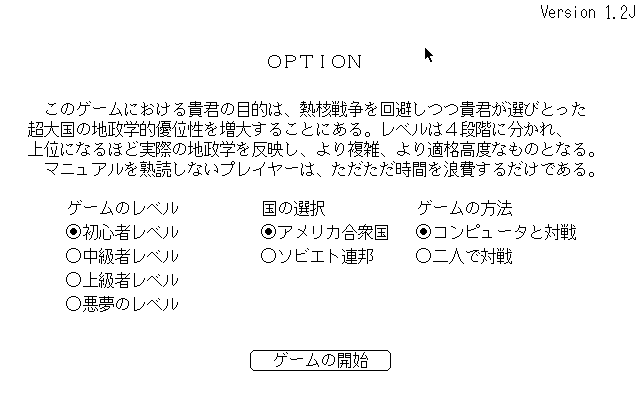 Version 1.2J
ＯＰＴＩＯＮ
このゲームにおける貴君の目的は、熱核戦争を回避しつつ貴君が選びとった
超大国の地政学的優位性を増大することにある。レベルは４段階に分かれ、
上位になるほど実際の地政学を反映し、より複雑、より適格高度なものとなる。
マニュアルを熟読しないプレイヤーは、ただただ時間を浪費するだけである。
ゲームのレベル 国の選択 ゲームの方法
初心者レベル アメリカ合衆国 コンピュータと対戦
中級者レベル ソビエト連邦 二人で対戦
上級者レベル
悪夢のレベル
ゲームの開始